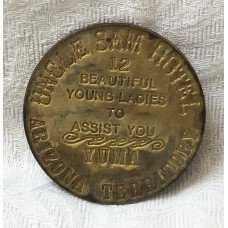 UNCLE SAM HOTEL
12
BEAUTIFUL
YOUNG LADIES
TO
ASSIST YOU
YUMA
ARIZONA TERRITORY